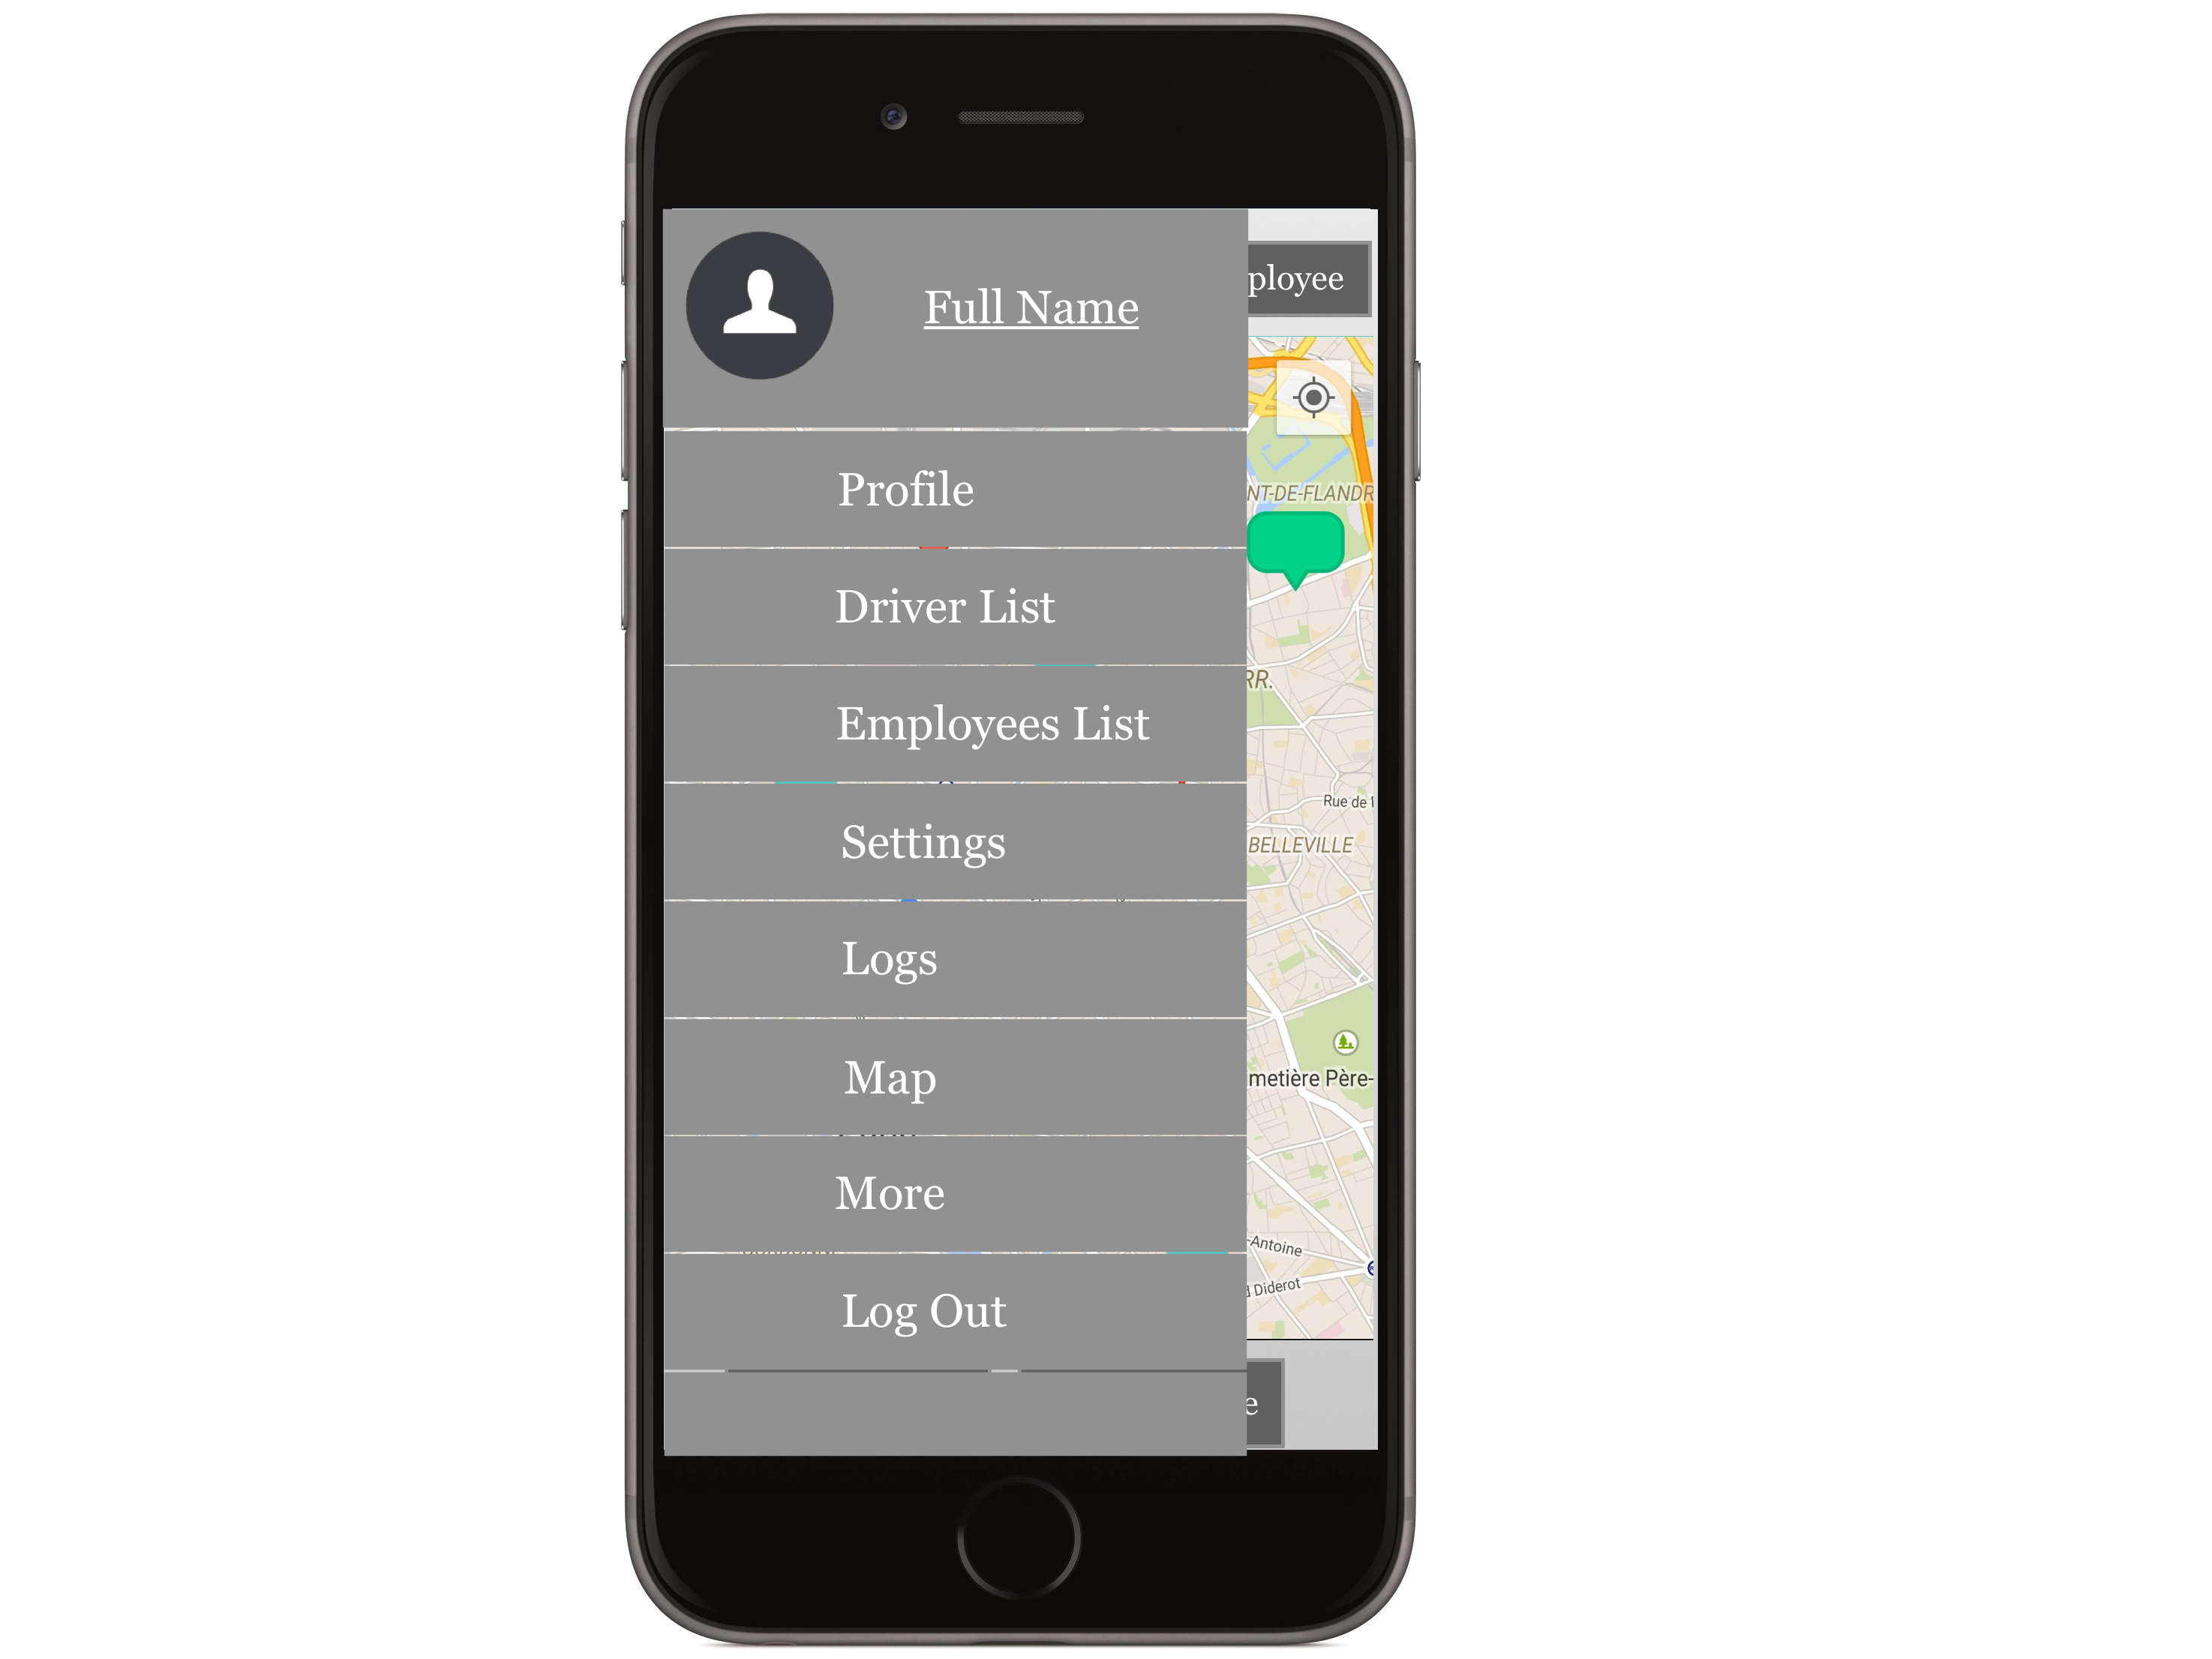 Full Name
ployee
Profile
NT-DE-FLANDR
Driver List
RR.
Employees List
Rue de
BELLEVILLE
Settings
Logs
Map
metière Père-
More
-Antoine
d Diderot
Log Out
e